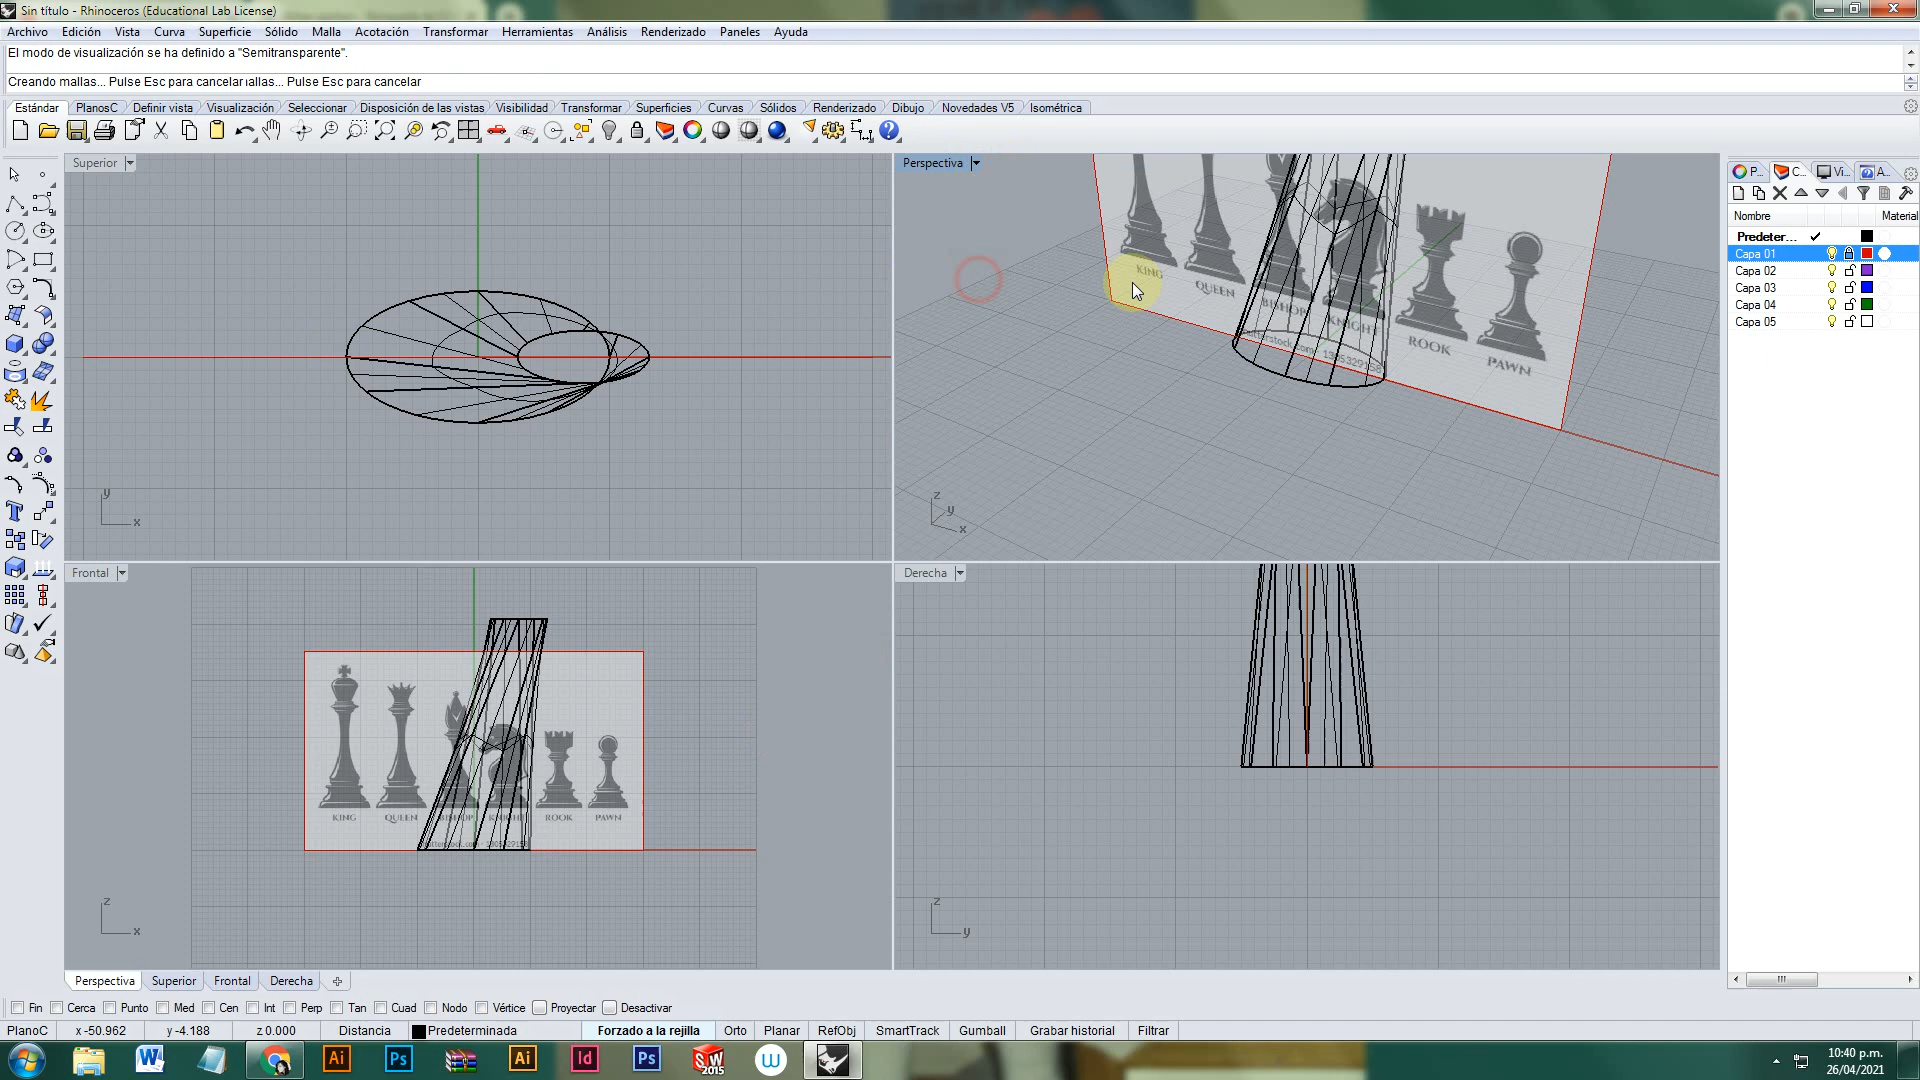 Sin título - Rhinoceros (Educational Lab License)
Archivo Edición Vista Curva Superficie Sólido Malla Acotación Transformar Herramientas Análisis Renderizado Paneles Ayuda
El modo de visualización se ha definido a "Semitransparente".
Creando mallas... Pulse Esc para cancelar allas... Pulse Esc para cancelar
Estándar PlanosC Definir vista Visualización Seleccionar Disposición de las vistas Visibilidad Transformar Superficies Curvas Sólidos Renderizado Dibujo Novedades V5 Isométrica
Superior
y
x
Perspectiva
KING
QUEEN
BISHOP
KNIGHT
ROOK
PAWN
z
y
x
P... C... Vi... A...
Nombre Material
Predeter...
Capa 01
Capa 02
Capa 03
Capa 04
Capa 05
Frontal
KING QUEEN BISHOP KNIGHT ROOK PAWN
z
x
Derecha
z
y
Perspectiva Superior Frontal Derecha
Fin Cerca Punto Med Cen Int Perp Tan Cuad Nodo Vértice Proyectar Desactivar
PlanoC x -50.962 y -4.188 z 0.000 Distancia Predeterminada Forzado a la rejilla Orto Planar RefObj SmartTrack Gumball Grabar historial Filtrar
10:40 p.m.
26/04/2021